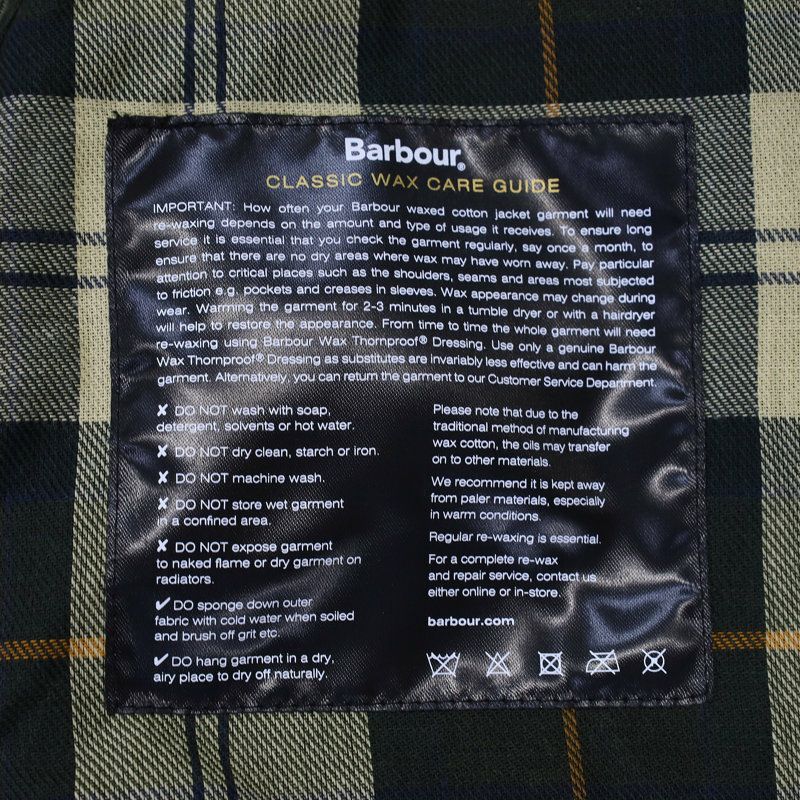 Barbour®
CLASSIC WAX CARE GUIDE
IMPORTANT: How often your Barbour waxed cotton jacket garment will need
re-waxing depends on the amount and type of usage it receives. To ensure long
service it is essential that you check the garment regularly, say once a month, to
ensure that there are no dry areas where wax may have worn away. Pay particular
attention to critical places such as the shoulders, seams and areas most subjected
to friction e.g. pockets and creases in sleeves. Wax appearance may change during
wear. Warming the garment for 2-3 minutes in a tumble dryer or with a hairdryer
will help to restore the appearance. From time to time the whole garment will need
re-waxing using Barbour Wax Thornproof® Dressing. Use only a genuine Barbour
Wax Thornproof® Dressing as substitutes are invariably less effective and can harm the
garment. Alternatively, you can return the garment to our Customer Service Department.
✘ DO NOT wash with soap,
detergent, solvents or hot water.
✘ DO NOT dry clean, starch or iron.
✘ DO NOT machine wash.
✘ DO NOT store wet garment
in a confined area.
✘ DO NOT expose garment
to naked flame or dry garment on
radiators.
✔ DO sponge down outer
fabric with cold water when soiled
and brush off grit etc.
✔ DO hang garment in a dry,
airy place to dry off naturally.
Please note that due to the
traditional method of manufacturing
wax cotton, the oils may transfer
on to other materials.
We recommend it is kept away
from paler materials, especially
in warm conditions.
Regular re-waxing is essential.
For a complete re-wax
and repair service, contact us
either online or in-store.
barbour.com